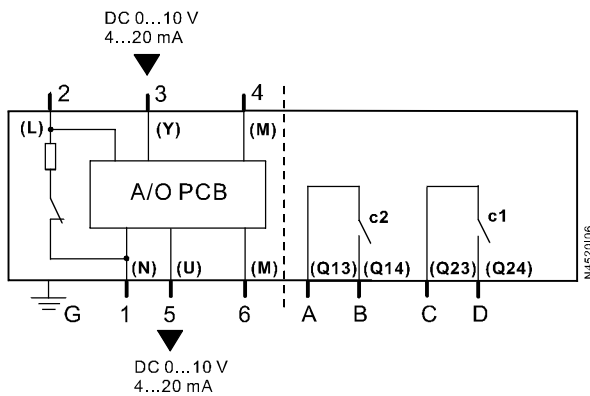 DC 0...10 V
4...20 mA
2 3 4
(L) (Y) (M)
A/O PCB
c2 c1
(N) (U) (M) (Q13) (Q14) (Q23) (Q24)
G 1 5 6 A B C D
DC 0...10 V
4...20 mA
N4520I06